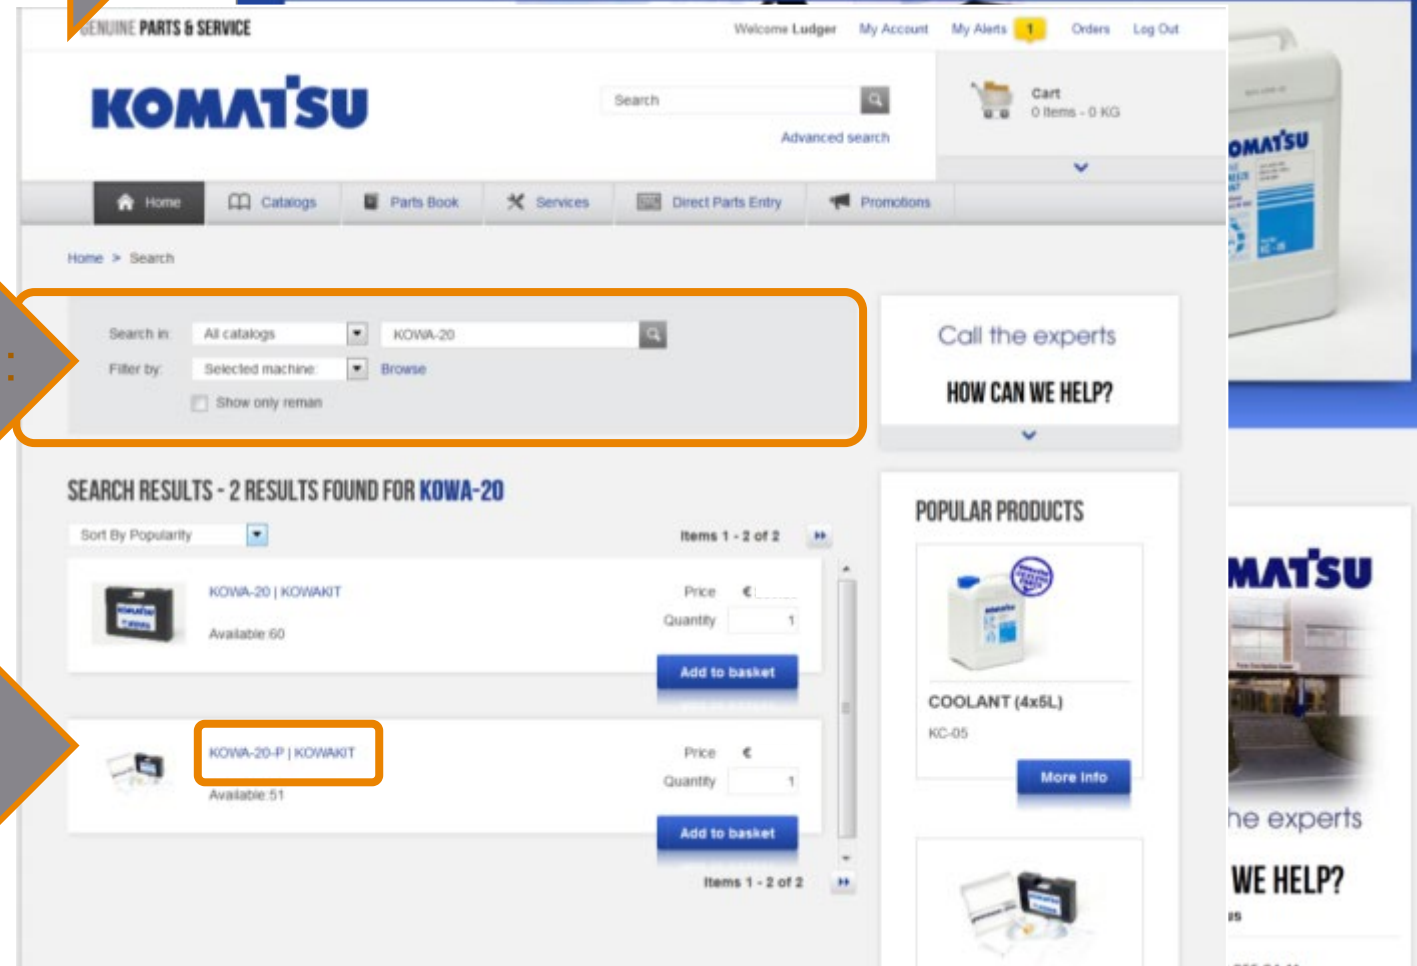 GENUINE PARTS & SERVICE
Welcome Ludger My Account My Alerts 1 Orders Log Out
KOMATSU
Search
Advanced search
Cart
0 Items - 0 KG
Home Catalogs Parts Book Services Direct Parts Entry Promotions
Home > Search
Search in: All catalogs KOWA-20
Filter by: Selected machine: Browse
Show only reman
Call the experts
HOW CAN WE HELP?
SEARCH RESULTS - 2 RESULTS FOUND FOR KOWA-20
Sort By Popularity
Items 1 - 2 of 2
KOWA-20 | KOWAKIT
Available:60
Price €
Quantity 1
Add to basket
KOWA-20-P | KOWAKIT
Available:51
Price €
Quantity 1
Add to basket
Items 1 - 2 of 2
POPULAR PRODUCTS
COOLANT (4x5L)
KC-05
More Info
:
OMATSU
MATSU
he experts
WE HELP?
us